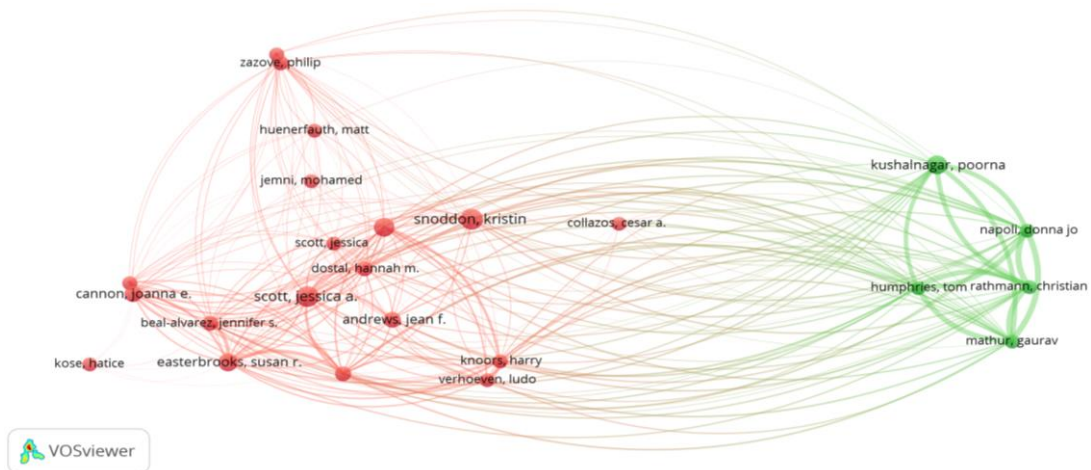 zazove, philip
huenerfauth, matt
jemni, mohamed
kushalnagar, poorna
snoddon, kristin
collazos, cesar a.
napoli, donna jo
scott, jessica
dostal, hannah m.
cannon, joanna e.
scott, jessica a.
humphries, tom
rathmann, christian
beal-alvarez, jennifer s.
andrews, jean f.
mathur, gaurav
kose, hatice
easterbrooks, susan r.
knoors, harry
verhoeven, ludo
VOSviewer